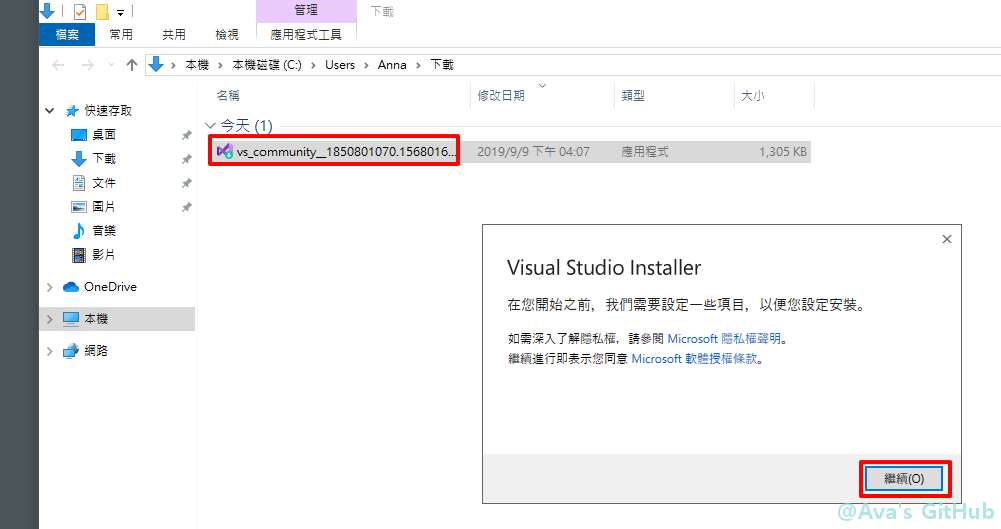 管理
下載
檔案
常用
共用
檢視
應用程式工具
本機 > 本機磁碟 (C:) > Users > Anna > 下載
名稱
修改日期
類型
大小
快速存取
今天 (1)
桌面
vs_community__1850801070.1568016...
2019/9/9 下午 04:07
應用程式
1,305 KB
下載
文件
圖片
音樂
影片
OneDrive
本機
網路
Visual Studio Installer
在您開始之前，我們需要設定一些項目，以便您設定安裝。
如需深入了解隱私權，請參閱 Microsoft 隱私權聲明。
繼續進行即表示您同意 Microsoft 軟體授權條款。
繼續(O)
@Ava's GitHub